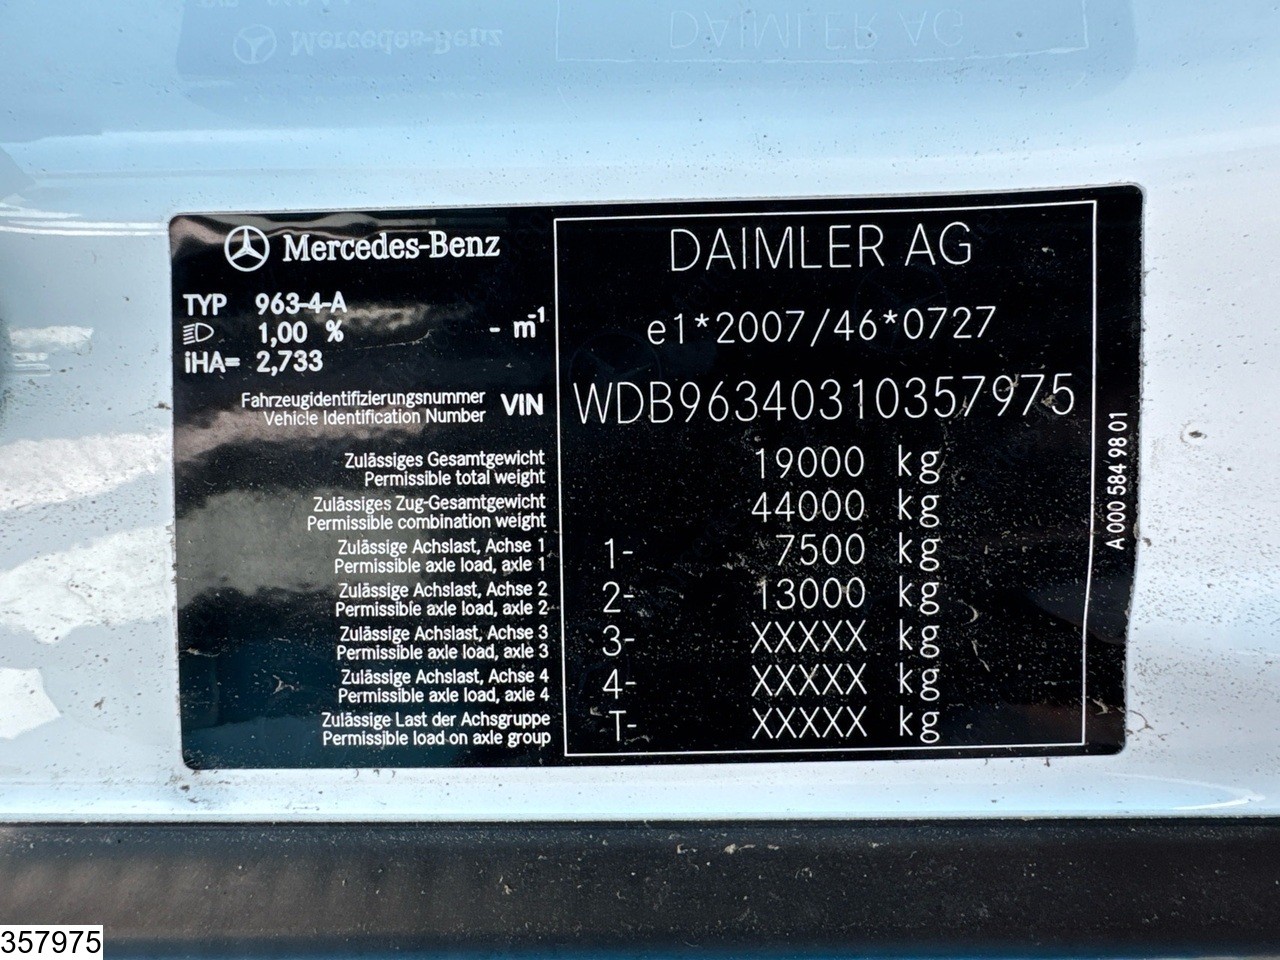 Mercedes-Benz
DAIMLER AG
TYP 963-4-A
1,00 % - m-1
iHA= 2,733
e1*2007/46*0727
Fahrzeugidentifizierungsnummer
Vehicle Identification Number
VIN WDB96340310357975
Zulässiges Gesamtgewicht
Permissible total weight
19000 kg
Zulässiges Zug-Gesamtgewicht
Permissible combination weight
44000 kg
Zulässige Achslast, Achse 1
Permissible axle load, axle 1
1- 7500 kg
Zulässige Achslast, Achse 2
Permissible axle load, axle 2
2- 13000 kg
Zulässige Achslast, Achse 3
Permissible axle load, axle 3
3- XXXXX kg
Zulässige Achslast, Achse 4
Permissible axle load, axle 4
4- XXXXX kg
Zulässige Last der Achsgruppe
Permissible load on axle group
T- XXXXX kg
A 000 584 98 01
357975